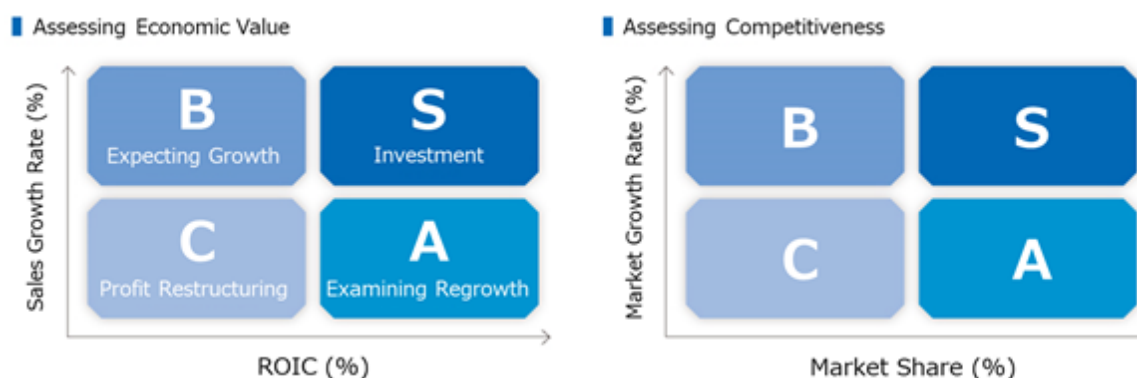 Assessing Economic Value
Sales Growth Rate (%)
B
Expecting Growth
S
Investment
C
Profit Restructuring
A
Examining Regrowth
ROIC (%)
Assessing Competitiveness
Market Growth Rate (%)
B
S
C
A
Market Share (%)